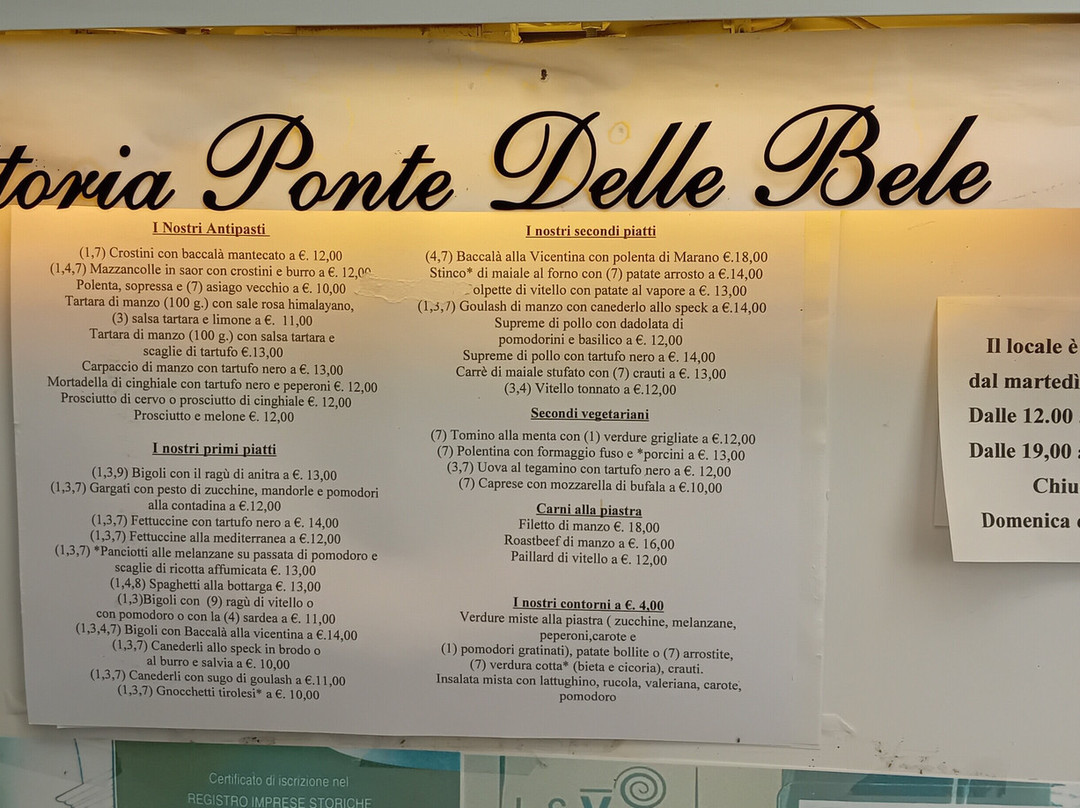 toria Ponte Delle Bele
I Nostri Antipasti
(1,7) Crostini con baccalà mantecato a €. 12,00
(1,4,7) Mazzancolle in saor con crostini e burro a €. 12,00
Polenta, sopressa e (7) asiago vecchio a €. 10,00
Tartara di manzo (100 g.) con sale rosa himalayano,
(3) salsa tartara e limone a €. 11,00
Tartara di manzo (100 g.) con salsa tartara e
scaglie di tartufo €.13,00
Carpaccio di manzo con tartufo nero a €. 13,00
Mortadella di cinghiale con tartufo nero e peperoni €. 12,00
Prosciutto di cervo o prosciutto di cinghiale €. 12,00
Prosciutto e melone €. 12,00
I nostri primi piatti
(1,3,9) Bigoli con il ragù di anitra a €. 13,00
(1,3,7) Gargati con pesto di zucchine, mandorle e pomodori
alla contadina a €.12,00
(1,3,7) Fettuccine con tartufo nero a €. 14,00
(1,3,7) Fettuccine alla mediterranea a €.12,00
(1,3,7) *Panciotti alle melanzane su passata di pomodoro e
scaglie di ricotta affumicata €. 13,00
(1,4,8) Spaghetti alla bottarga €. 13,00
(1,3)Bigoli con (9) ragù di vitello o
con pomodoro o con la (4) sardea a €. 11,00
(1,3,4,7) Bigoli con Baccalà alla vicentina a €.14,00
(1,3,7) Canederli allo speck in brodo o
al burro e salvia a €. 10,00
(1,3,7) Canederli con sugo di goulash a €.11,00
(1,3,7) Gnocchetti tirolesi* a €. 10,00
I nostri secondi piatti
(4,7) Baccalà alla Vicentina con polenta di Marano €.18,00
Stinco* di maiale al forno con (7) patate arrosto a €.14,00
olpette di vitello con patate al vapore a €. 13,00
(1,3,7) Goulash di manzo con canederlo allo speck a €.14,00
Supreme di pollo con dadolata di
pomodorini e basilico a €. 12,00
Supreme di pollo con tartufo nero a €. 14,00
Carrè di maiale stufato con (7) crauti a €. 13,00
(3,4) Vitello tonnato a €.12,00
Secondi vegetariani
(7) Tomino alla menta con (1) verdure grigliate a €.12,00
(7) Polentina con formaggio fuso e *porcini a €. 13,00
(3,7) Uova al tegamino con tartufo nero a €. 12,00
(7) Caprese con mozzarella di bufala a €.10,00
Carni alla piastra
Filetto di manzo €. 18,00
Roastbeef di manzo a €. 16,00
Paillard di vitello a €. 12,00
I nostri contorni a €. 4,00
Verdure miste alla piastra ( zucchine, melanzane,
peperoni,carote e
(1) pomodori gratinati), patate bollite o (7) arrostite,
(7) verdura cotta* (bieta e cicoria), crauti.
Insalata mista con lattughino, rucola, valeriana, carote,
pomodoro
Il locale è
dal martedì
Dalle 12.00
Dalle 19,00 a
Chiu
Domenica
Certificato di iscrizione nel
REGISTRO IMPRESE STORICHE